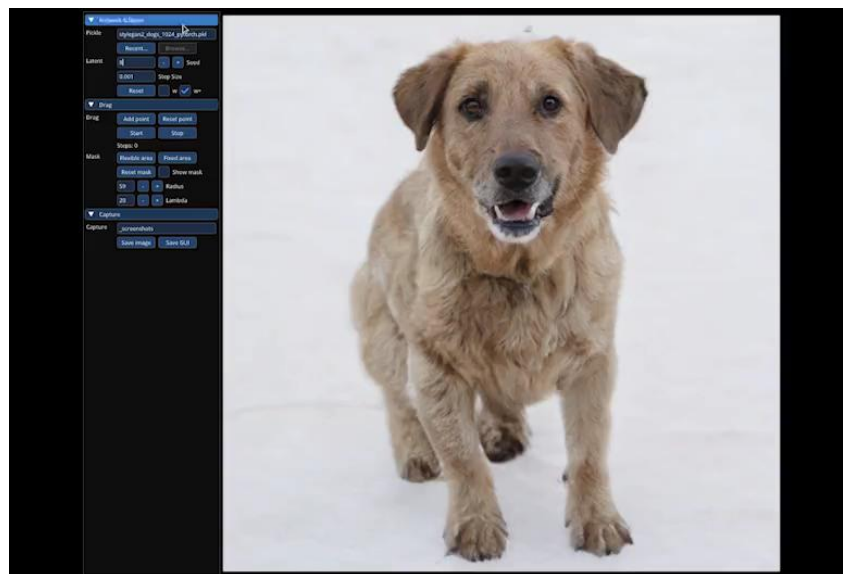 Network & latent
Pickle stylegan2_dogs_1024_pytorch.pkl
Recent... Browse...
Latent 8 - + Seed
0.001 Step Size
Reset w w+
Drag
Drag Add point Reset point
Start Stop
Steps: 0
Mask Flexible area Fixed area
Reset mask Show mask
59 - + Radius
20 - + Lambda
Capture
Capture _screenshots
Save image Save GUI